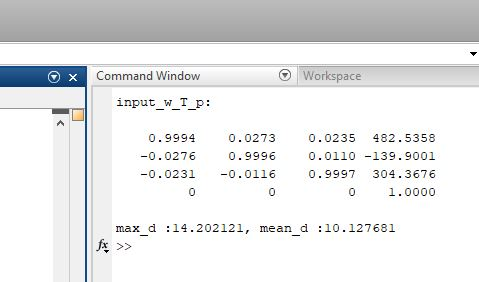 Command Window
Workspace
input_w_T_p:
0.9994 0.0273 0.0235 482.5358
-0.0276 0.9996 0.0110 -139.9001
-0.0231 -0.0116 0.9997 304.3676
0 0 0 1.0000
max_d :14.202121, mean_d :10.127681
fx >>